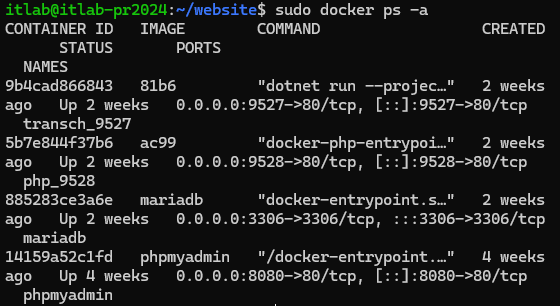 itlab@itlab-pr2024:~/website$ sudo docker ps -a
CONTAINER ID   IMAGE        COMMAND                  CREATED
       STATUS       PORTS
  NAMES
9b4cad866843   81b6         "dotnet run --projec…"   2 weeks
ago   Up 2 weeks   0.0.0.0:9527->80/tcp, [::]:9527->80/tcp
  transch_9527
5b7e844f37b6   ac99         "docker-php-entrypoi…"   2 weeks
ago   Up 2 weeks   0.0.0.0:9528->80/tcp, [::]:9528->80/tcp
  php_9528
885283ce3a6e   mariadb      "docker-entrypoint.s…"   2 weeks
ago   Up 2 weeks   0.0.0.0:3306->3306/tcp, :::3306->3306/tcp
  mariadb
14159a52c1fd   phpmyadmin   "/docker-entrypoint.…"   4 weeks
ago   Up 4 weeks   0.0.0.0:8080->80/tcp, [::]:8080->80/tcp
  phpmyadmin